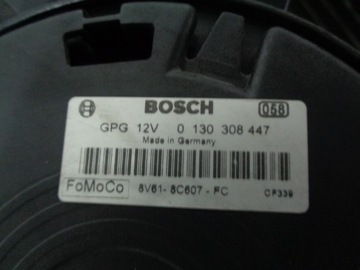 BOSCH 058
GPG 12V 0 130 308 447
Made in Germany
FoMoCo 8V61-8C607-FC CF339